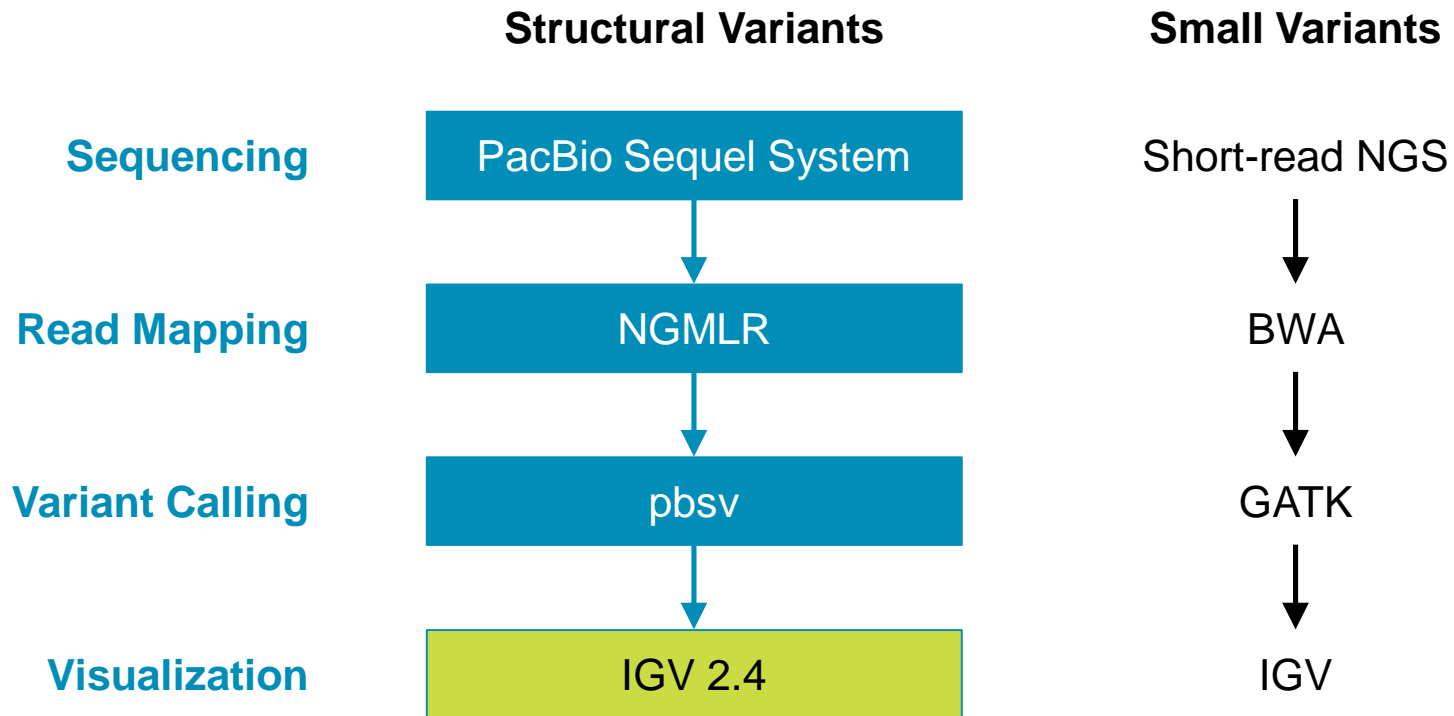 Structural Variants
Small Variants
Sequencing
PacBio Sequel System
Short-read NGS
Read Mapping
NGMLR
BWA
Variant Calling
pbsv
GATK
Visualization
IGV 2.4
IGV